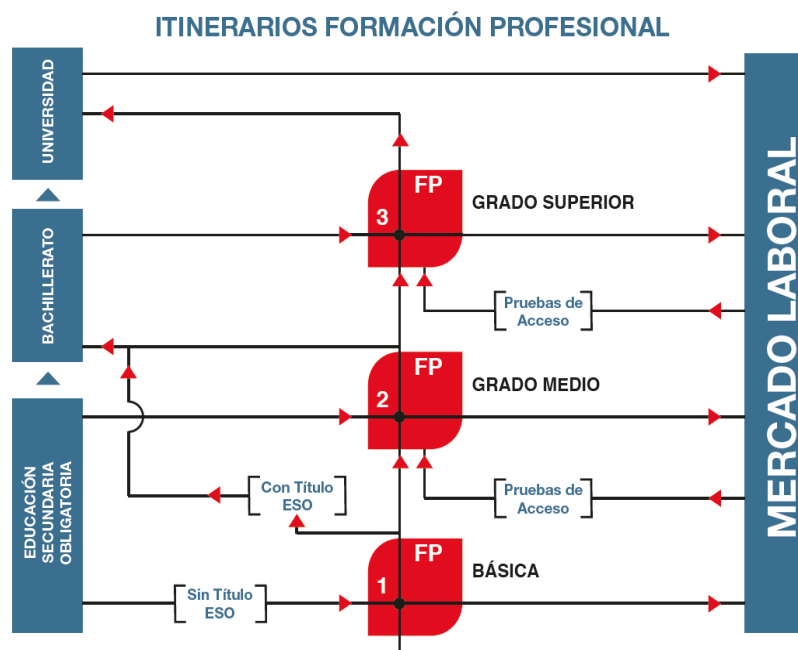 ITINERARIOS FORMACIÓN PROFESIONAL
UNIVERSIDAD
FP
3
GRADO SUPERIOR
BACHILLERATO
Pruebas de
Acceso
FP
2
GRADO MEDIO
EDUCACIÓN
SECUNDARIA
OBLIGATORIA
Con Título
ESO
Pruebas de
Acceso
FP
1
BÁSICA
Sin Título
ESO
MERCADO LABORAL